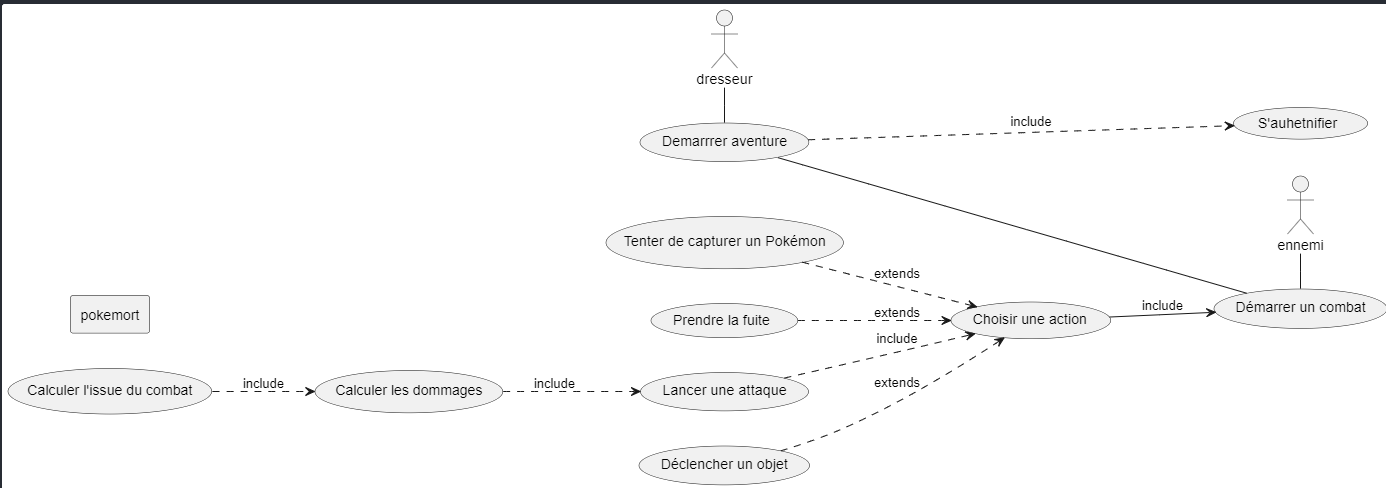 dresseur
Demarrrer aventure
include
S'auhetnifier
ennemi
Tenter de capturer un Pokémon
extends
pokemort
Prendre la fuite
extends
Choisir une action
include
Démarrer un combat
include
Calculer l'issue du combat
include
Calculer les dommages
include
Lancer une attaque
extends
Déclencher un objet